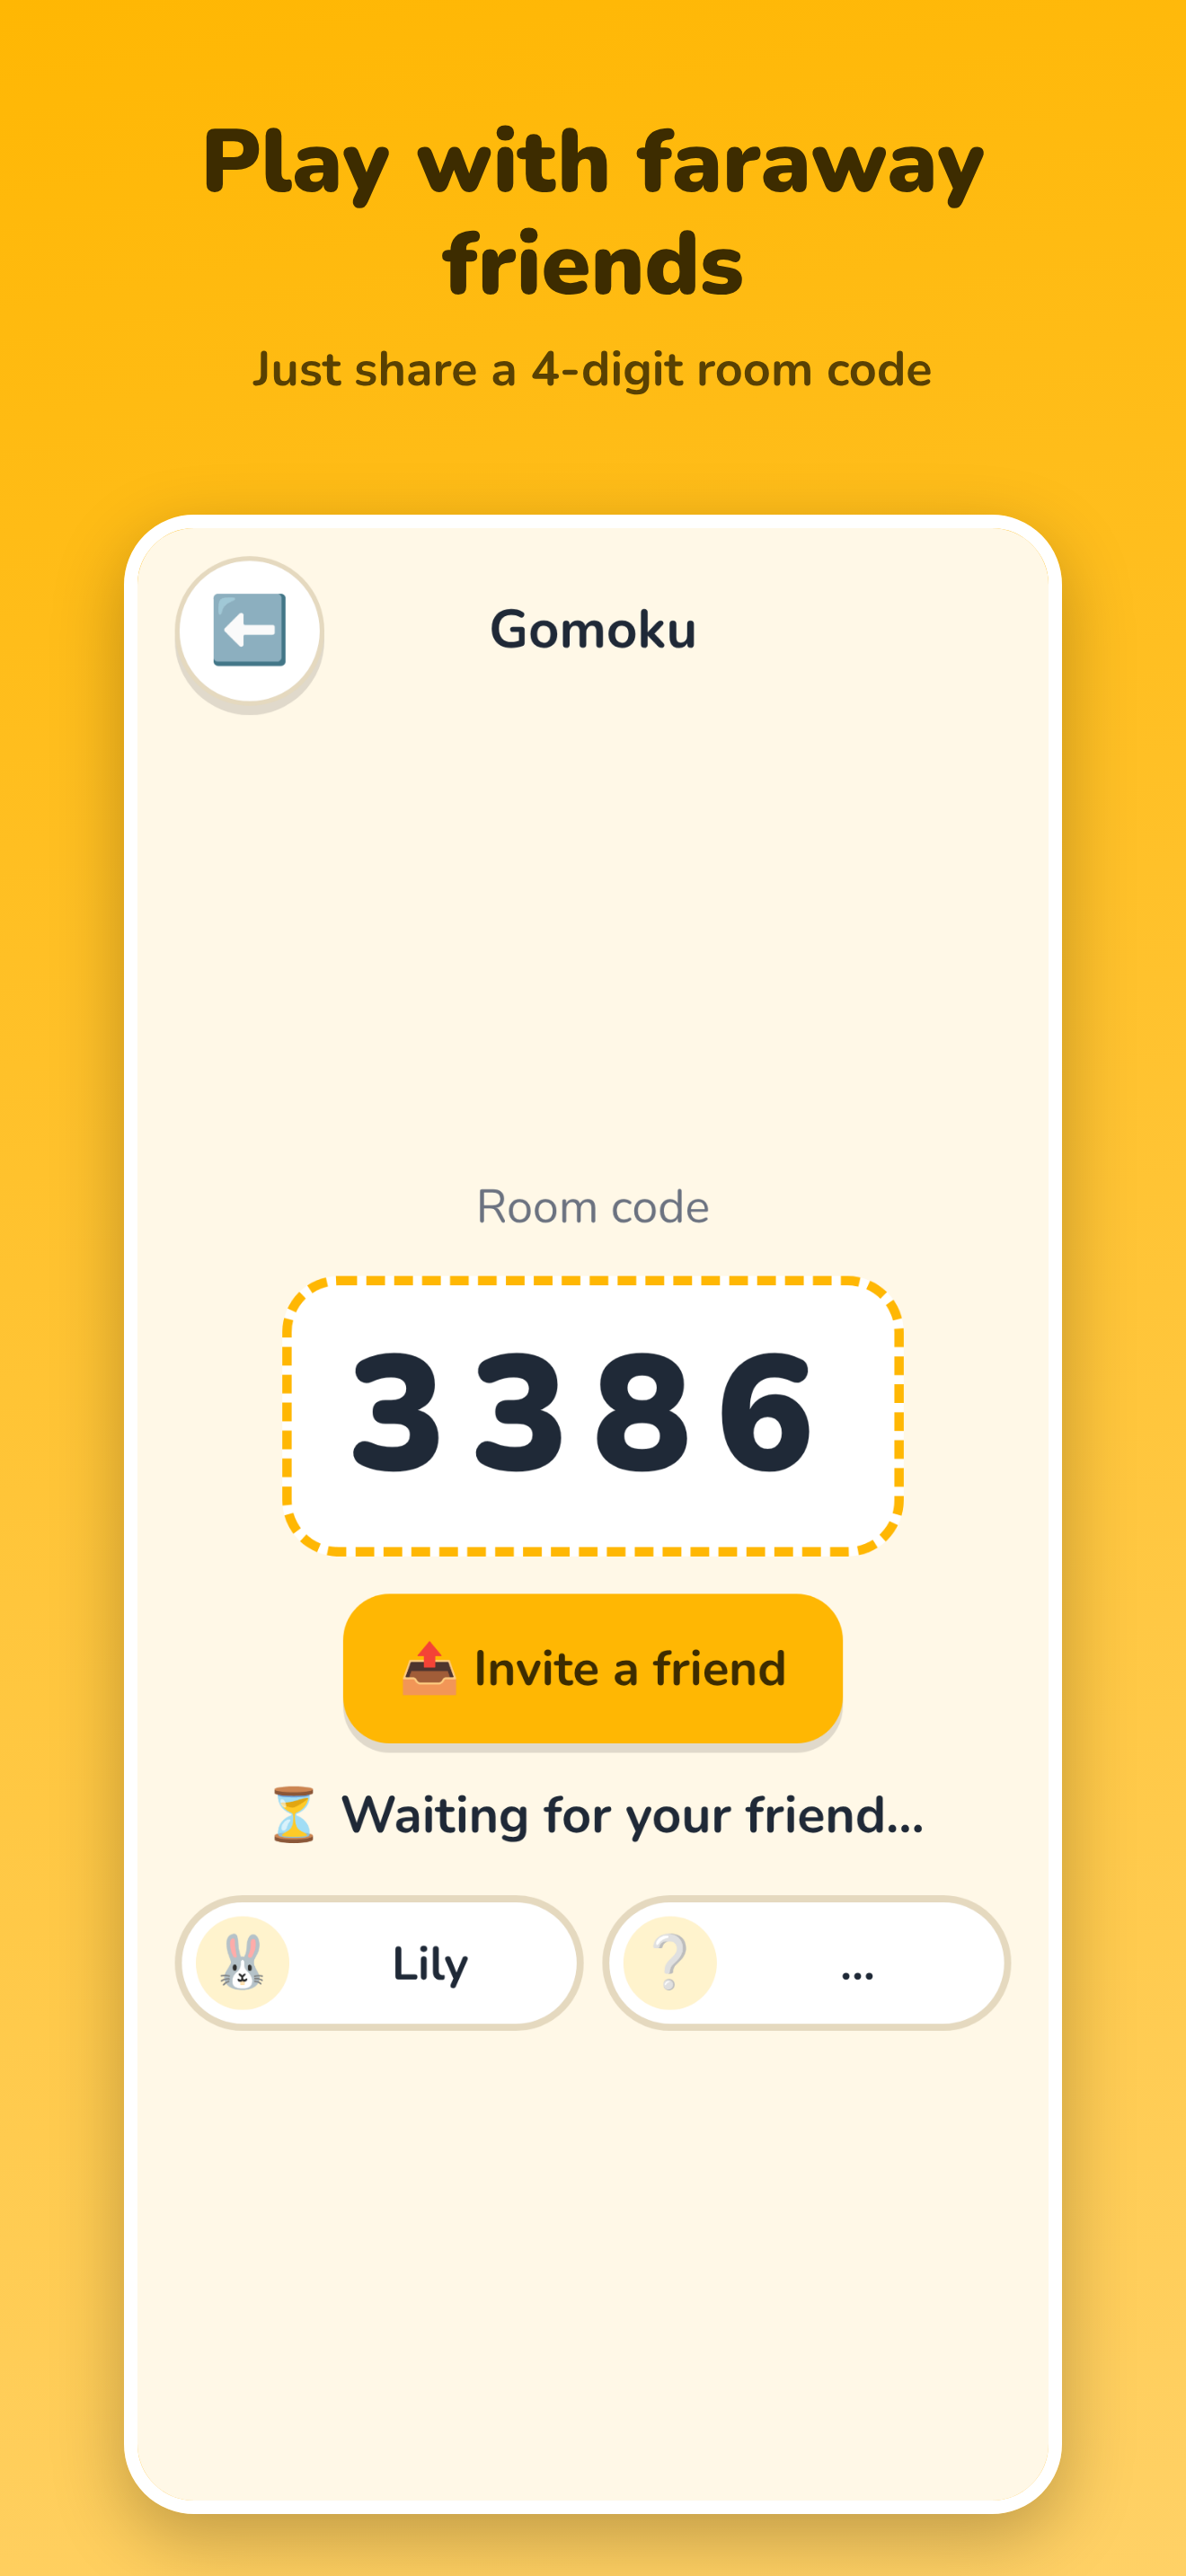 Play with faraway
friends
Just share a 4-digit room code
Gomoku
Room code
3386
Invite a friend
Waiting for your friend...
Lily
...